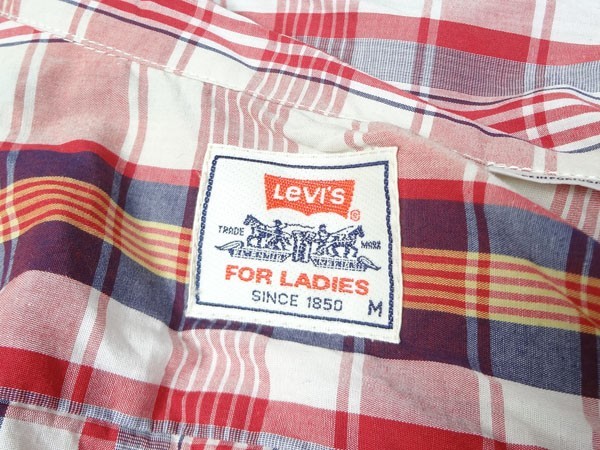 Levi's
®
TRADE MARK
FOR LADIES
SINCE 1850 M